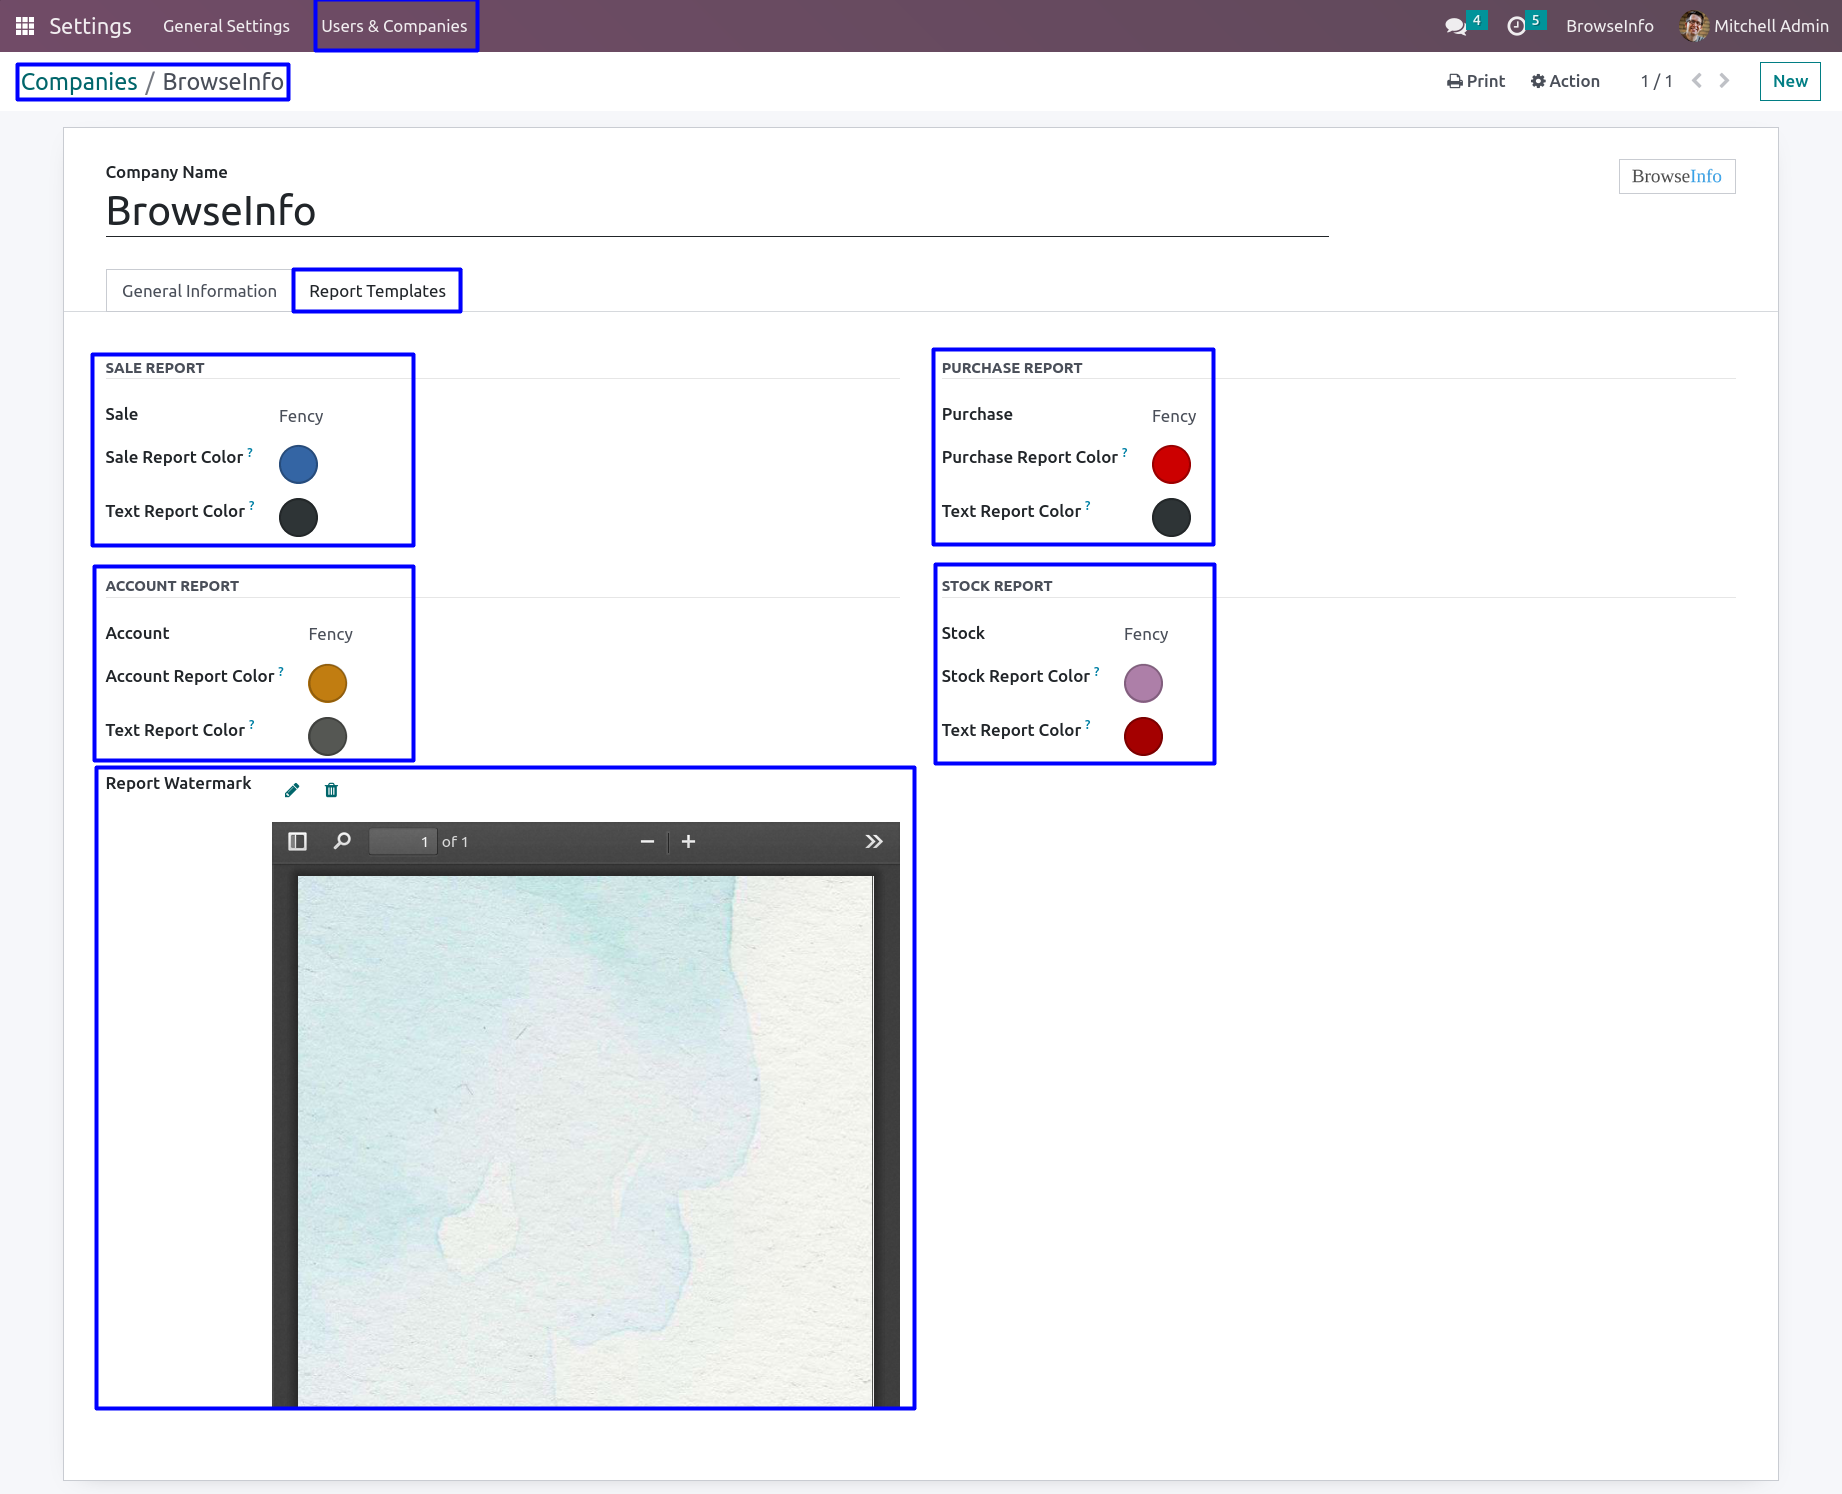 Settings General Settings Users & Companies 4 5 BrowseInfo Mitchell Admin
Companies / BrowseInfo Print Action 1 / 1 New
Company Name
BrowseInfo
BrowseInfo
General Information Report Templates
SALE REPORT
Sale Fency
Sale Report Color ?
Text Report Color ?
PURCHASE REPORT
Purchase Fency
Purchase Report Color ?
Text Report Color ?
ACCOUNT REPORT
Account Fency
Account Report Color ?
Text Report Color ?
STOCK REPORT
Stock Fency
Stock Report Color ?
Text Report Color ?
Report Watermark
1 of 1